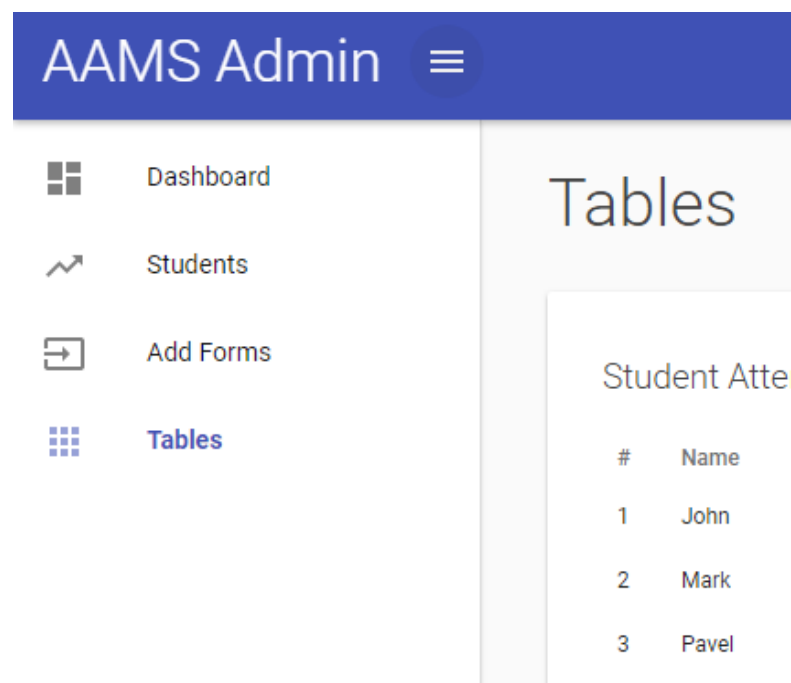 AAMS Admin
Dashboard
Students
Add Forms
Tables
Tables
Student Atte
# Name
1 John
2 Mark
3 Pavel